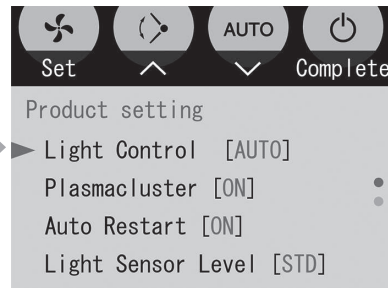 AUTO
Set Complete
Product setting
Light Control [AUTO]
Plasmacluster [ON]
Auto Restart [ON]
Light Sensor Level [STD]